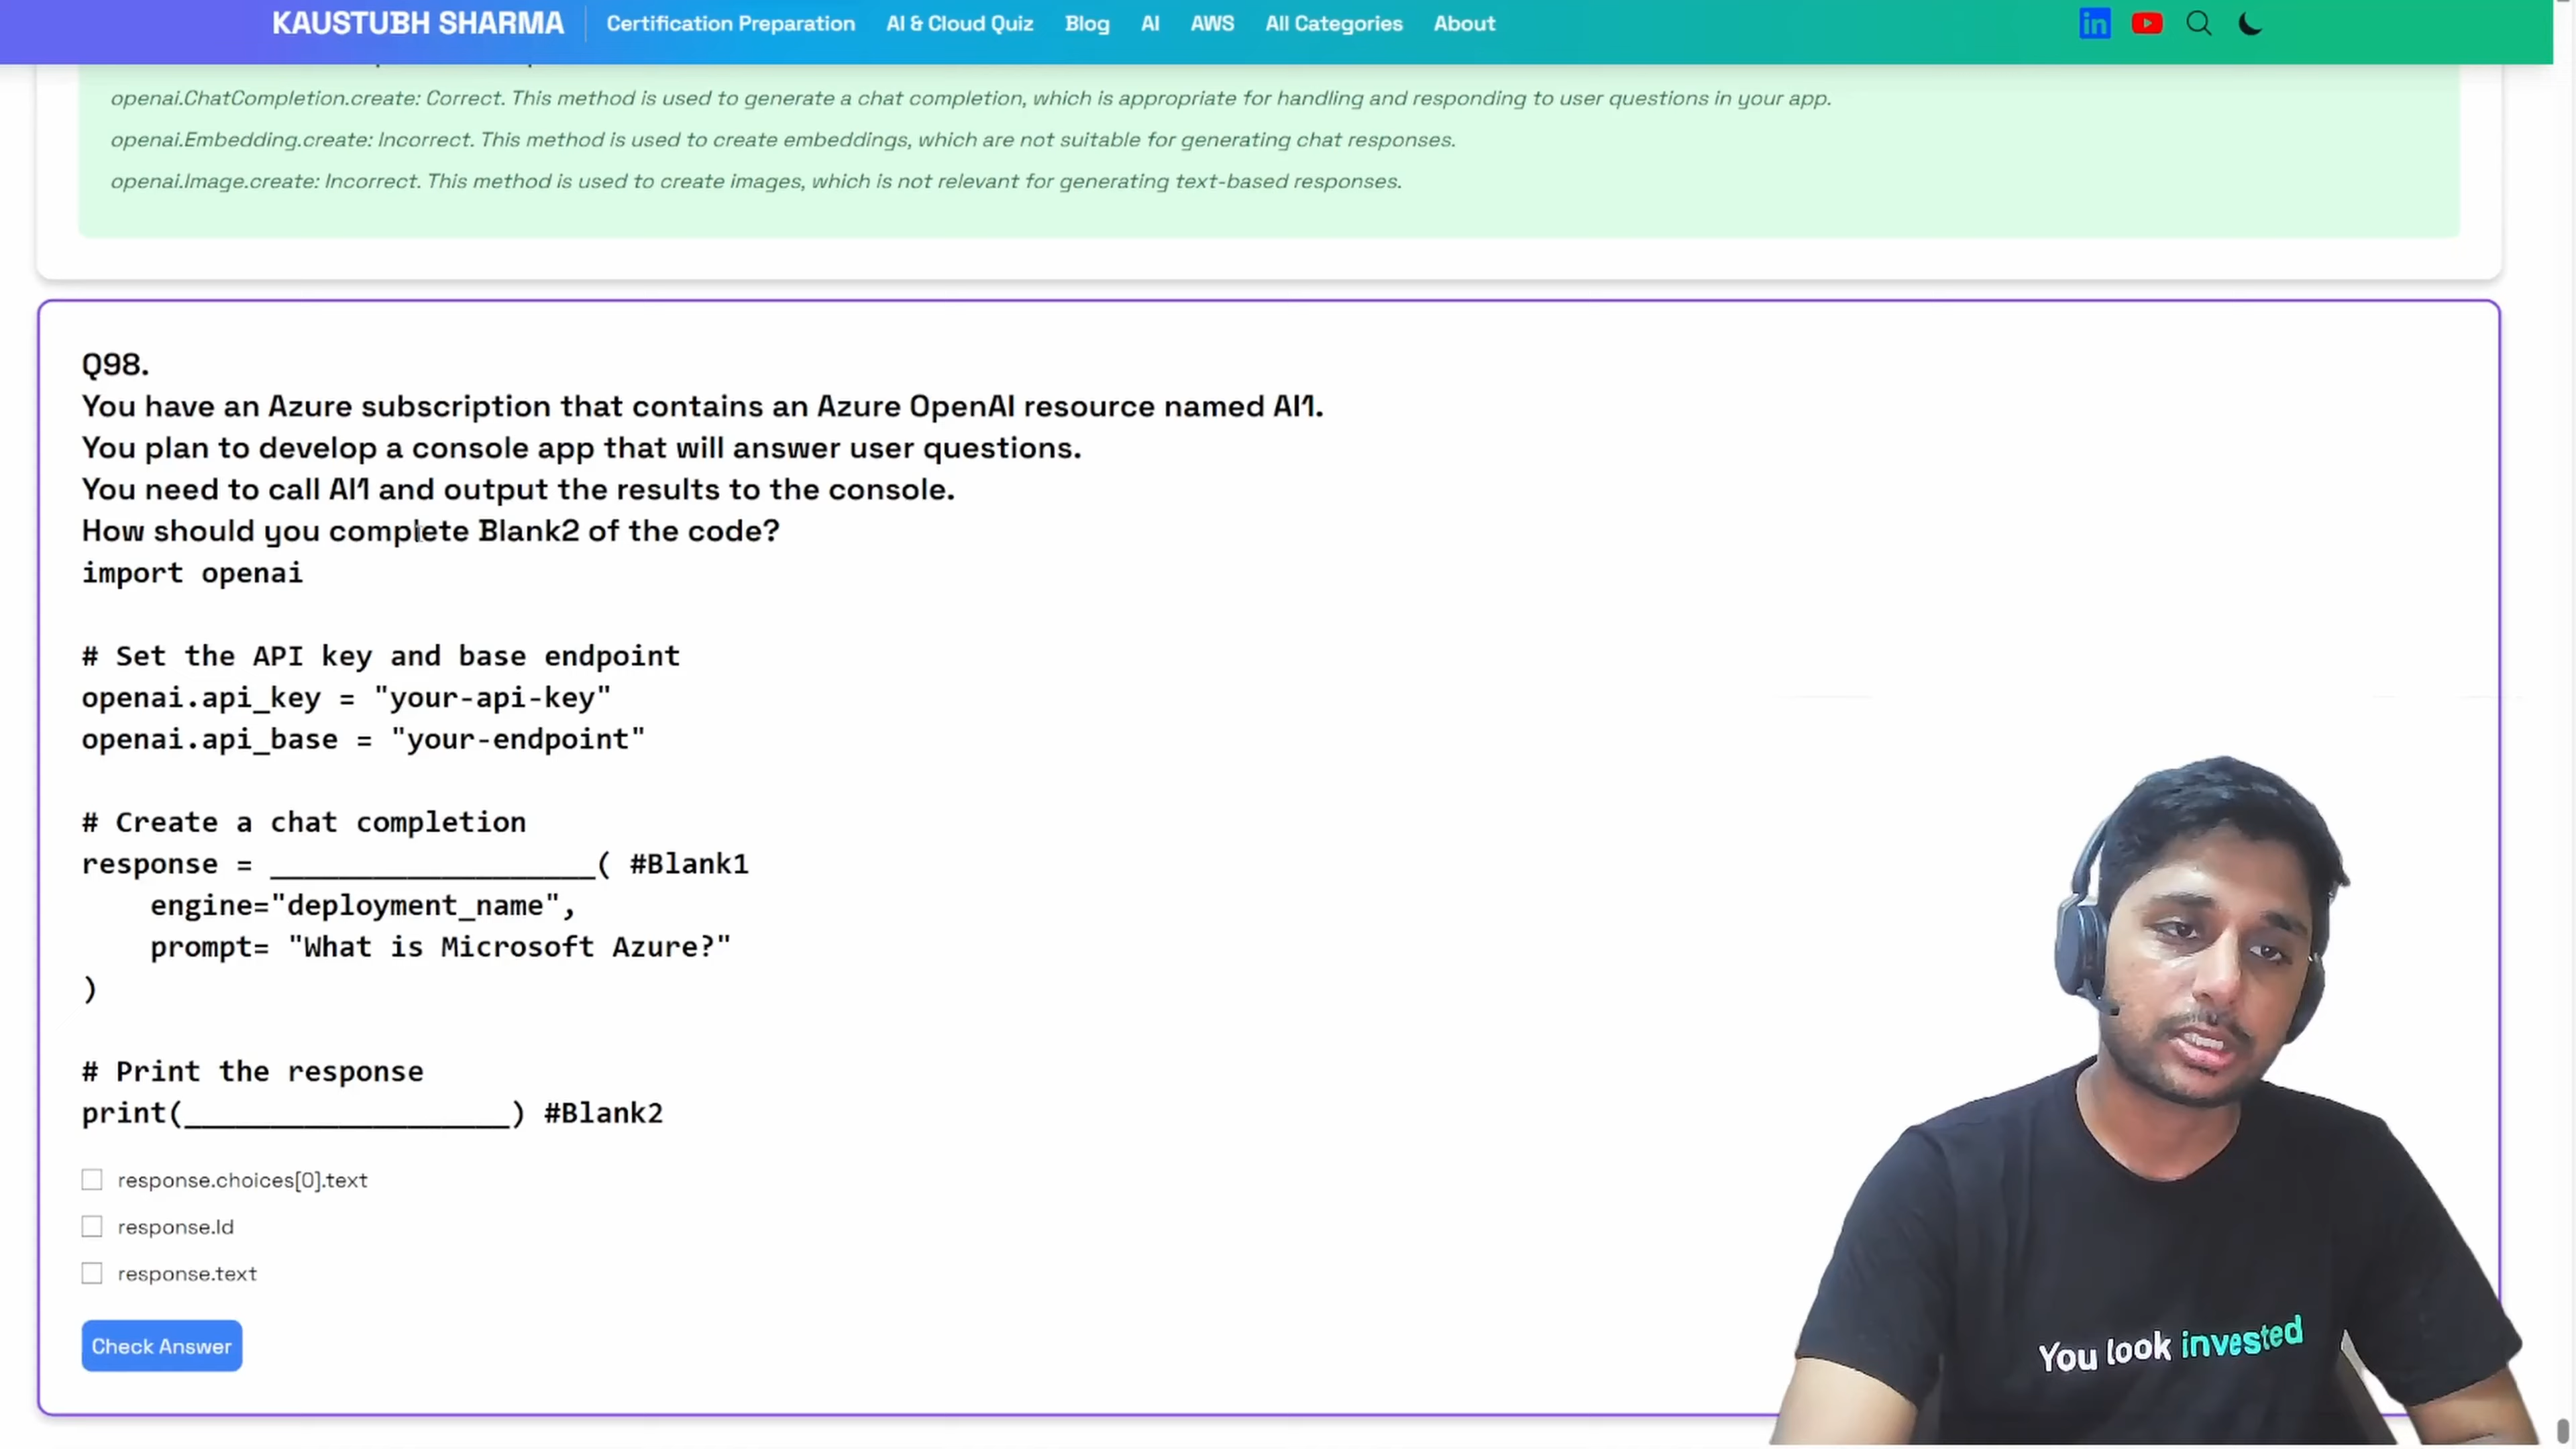 KAUSTUBH SHARMA Certification Preparation AI & Cloud Quiz Blog AI AWS All Categories About
openai.ChatCompletion.create: Correct. This method is used to generate a chat completion, which is appropriate for handling and responding to user questions in your app.
openai.Embedding.create: Incorrect. This method is used to create embeddings, which are not suitable for generating chat responses.
openai.Image.create: Incorrect. This method is used to create images, which is not relevant for generating text-based responses.
Q98.
You have an Azure subscription that contains an Azure OpenAI resource named AI1.
You plan to develop a console app that will answer user questions.
You need to call AI1 and output the results to the console.
How should you complete Blank2 of the code?
import openai
# Set the API key and base endpoint
openai.api_key = "your-api-key"
openai.api_base = "your-endpoint"
# Create a chat completion
response = ___________________( #Blank1
engine="deployment_name",
prompt= "What is Microsoft Azure?"
)
# Print the response
print(___________________) #Blank2
response.choices[0].text
response.Id
response.text
Check Answer
You look invested